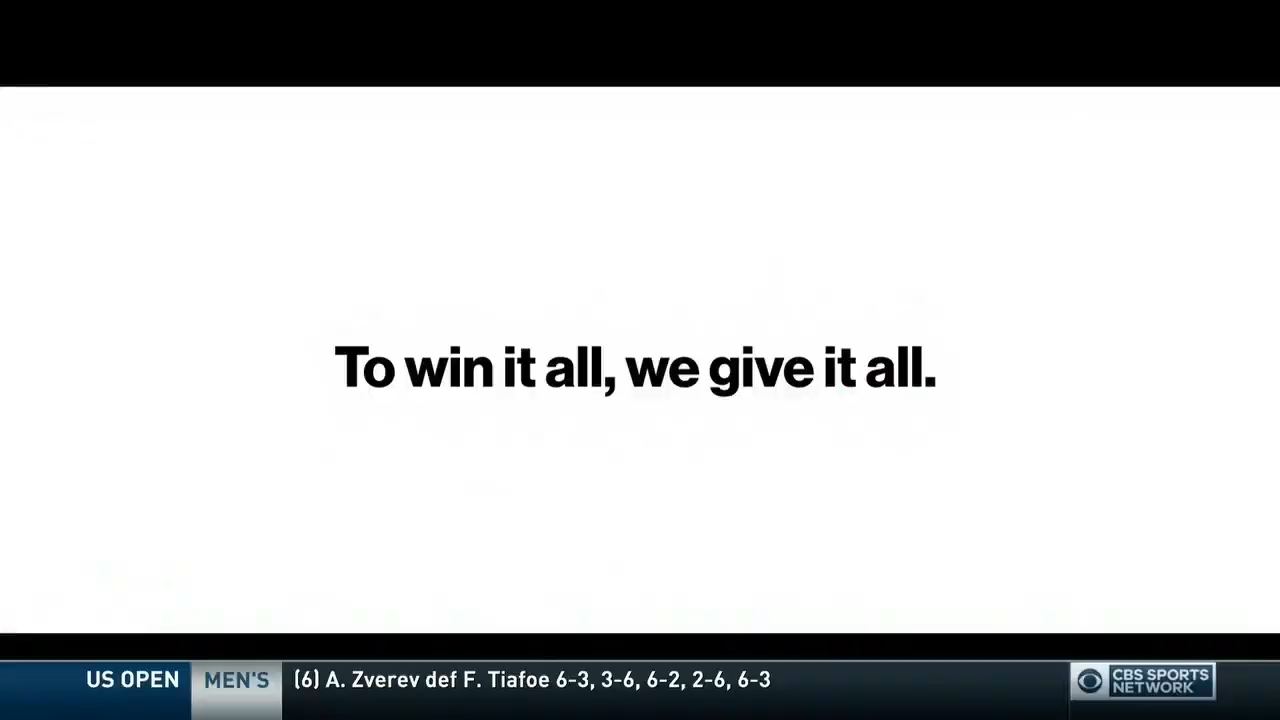 To win it all, we give it all.
US OPEN MEN'S (6) A. Zverev def F. Tiafoe 6-3, 3-6, 6-2, 2-6, 6-3
CBS SPORTS
NETWORK